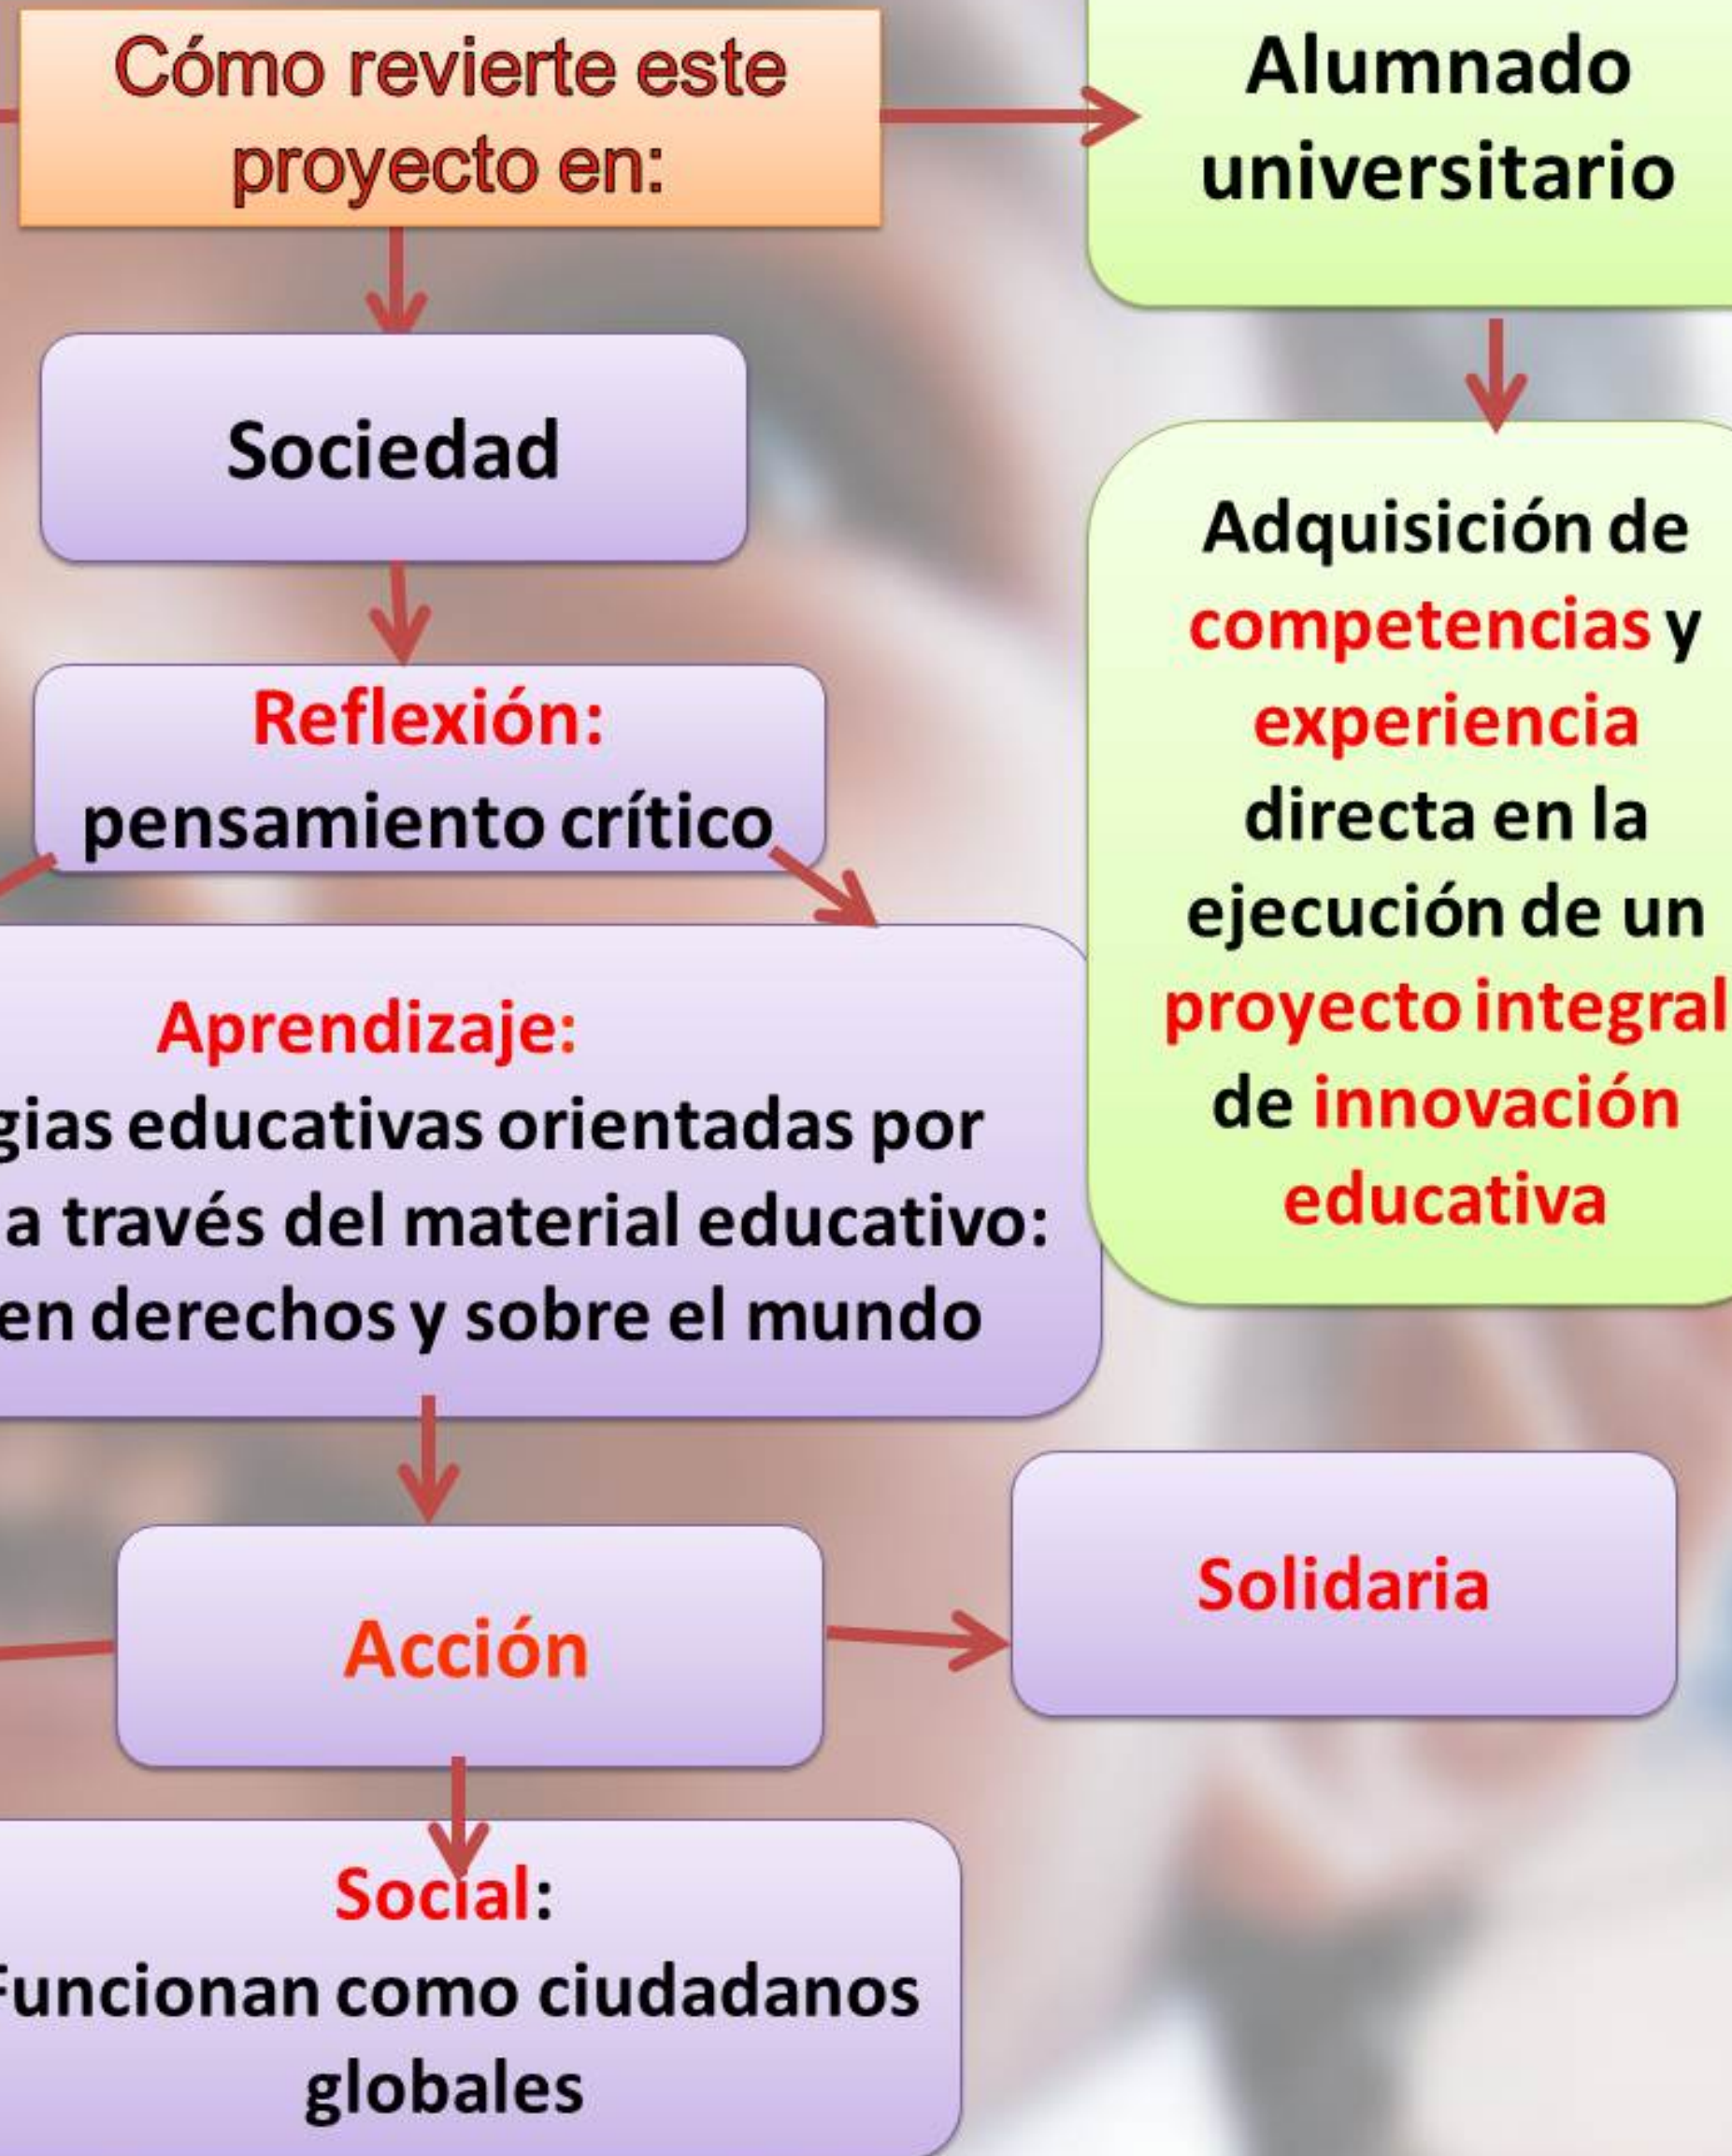 Cómo revierte este
proyecto en:
Alumnado
universitario
Sociedad
Reflexión:
pensamiento crítico
Adquisición de
competencias y
experiencia
directa en la
ejecución de un
proyecto integral
de innovación
educativa
Aprendizaje:
educativas orientadas por
a través del material educativo:
en derechos y sobre el mundo
Acción
Solidaria
Social:
Funcionan como ciudadanos
globales